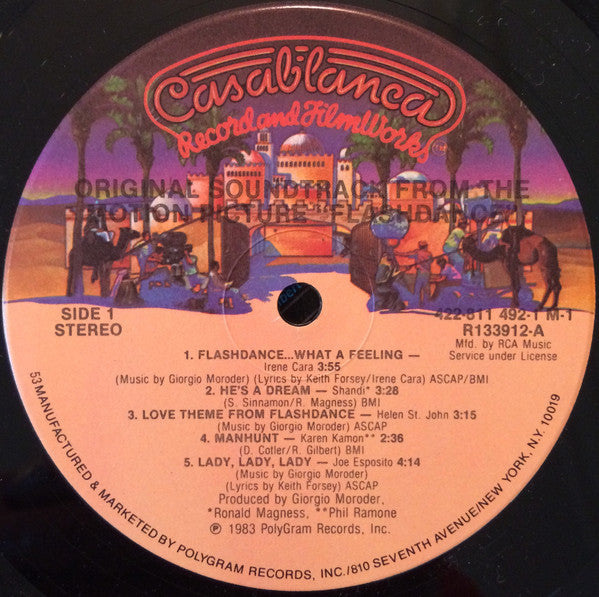 Casablanca
Record and FilmWorks
ORIGINAL SOUNDTRACK FROM THE
MOTION PICTURE "FLASHDANCE"
SIDE 1
STEREO
422-811 492-1 M-1
R133912-A
Mfd. by RCA Music
Service under License
1. FLASHDANCE...WHAT A FEELING —
Irene Cara 3:55
(Music by Giorgio Moroder) (Lyrics by Keith Forsey/Irene Cara) ASCAP/BMI
2. HE'S A DREAM — Shandi* 3:28
(S. Sinnamon/R. Magness) BMI
3. LOVE THEME FROM FLASHDANCE — Helen St. John 3:15
(Music by Giorgio Moroder) ASCAP
4. MANHUNT — Karen Kamon** 2:36
(D. Cotler/R. Gilbert) BMI
5. LADY, LADY, LADY — Joe Esposito 4:14
(Music by Giorgio Moroder)
(Lyrics by Keith Forsey) ASCAP
Produced by Giorgio Moroder,
*Ronald Magness, **Phil Ramone
℗ 1983 PolyGram Records, Inc.
53 MANUFACTURED & MARKETED BY POLYGRAM RECORDS, INC./810 SEVENTH AVENUE/NEW YORK, N.Y. 10019